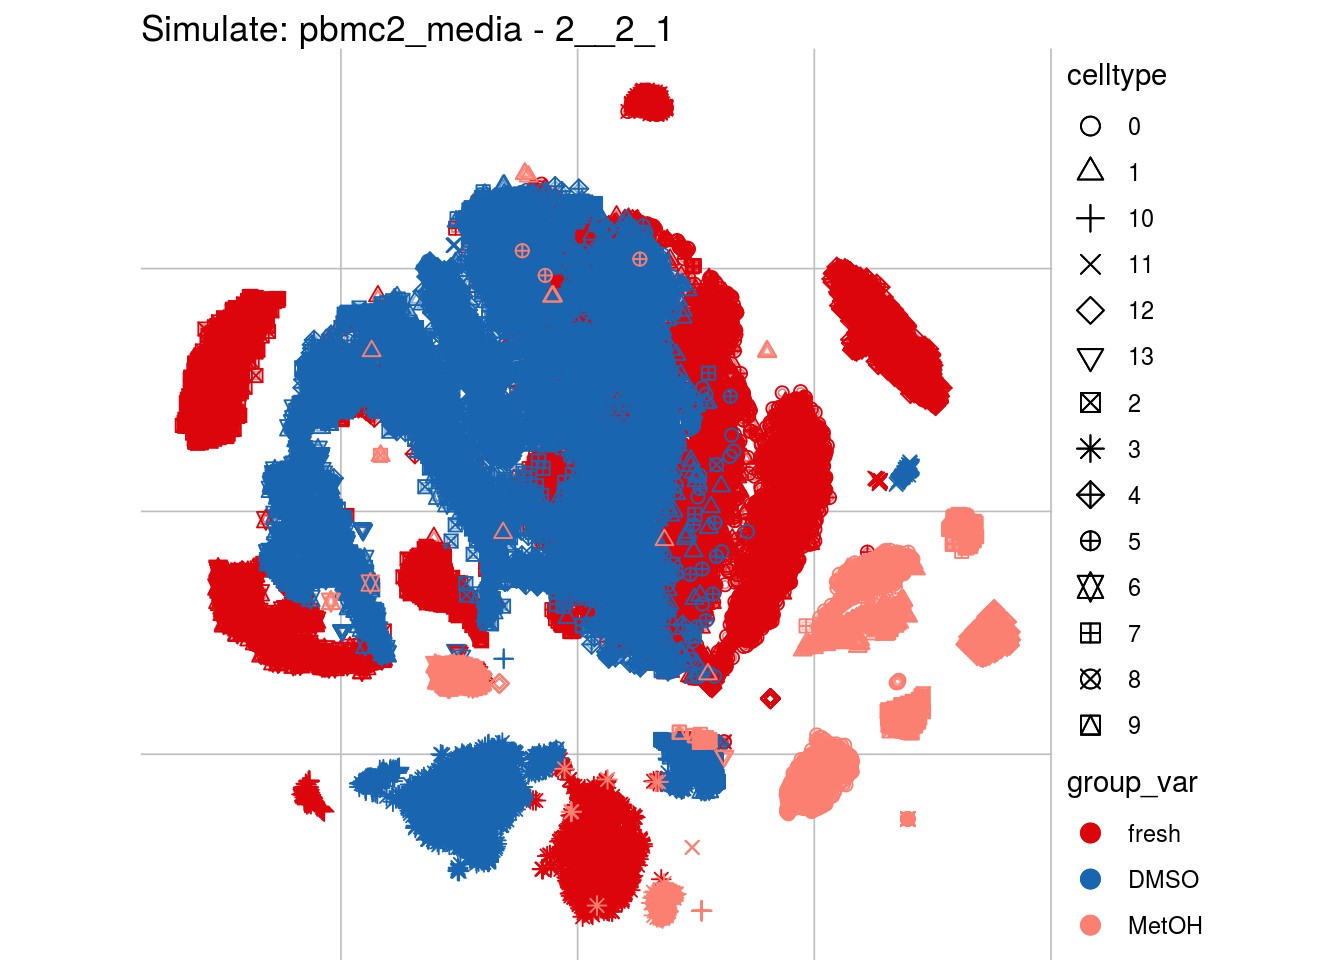 Simulate: pbmc2_media - 2__2_1
celltype
0
1
10
11
12
13
2
3
4
5
6
7
8
9
group_var
fresh
DMSO
MetOH